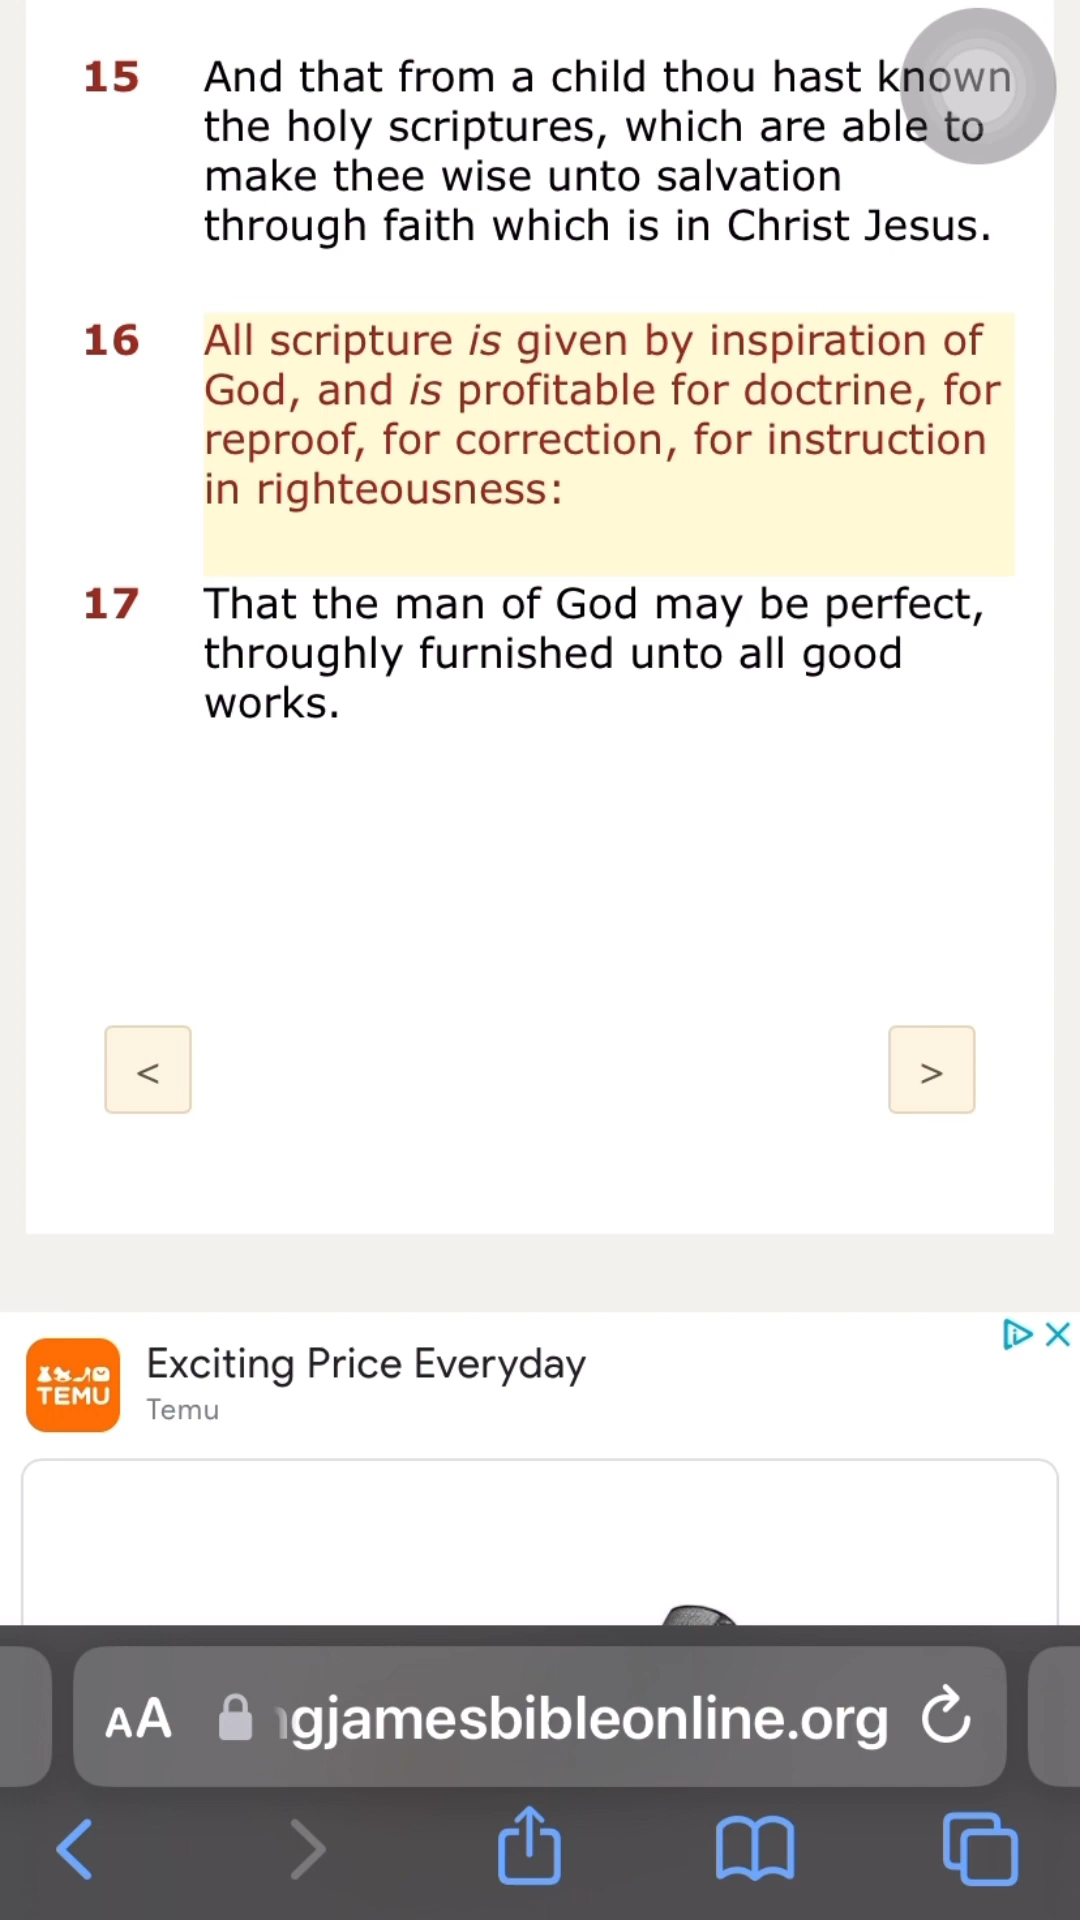 15 And that from a child thou hast known
the holy scriptures, which are able to
make thee wise unto salvation
through faith which is in Christ Jesus.
16 All scripture is given by inspiration of
God, and is profitable for doctrine, for
reproof, for correction, for instruction
in righteousness:
17 That the man of God may be perfect,
throughly furnished unto all good
works.
< >
TEMU
Exciting Price Everyday
Temu
AA gjamesbibleonline.org